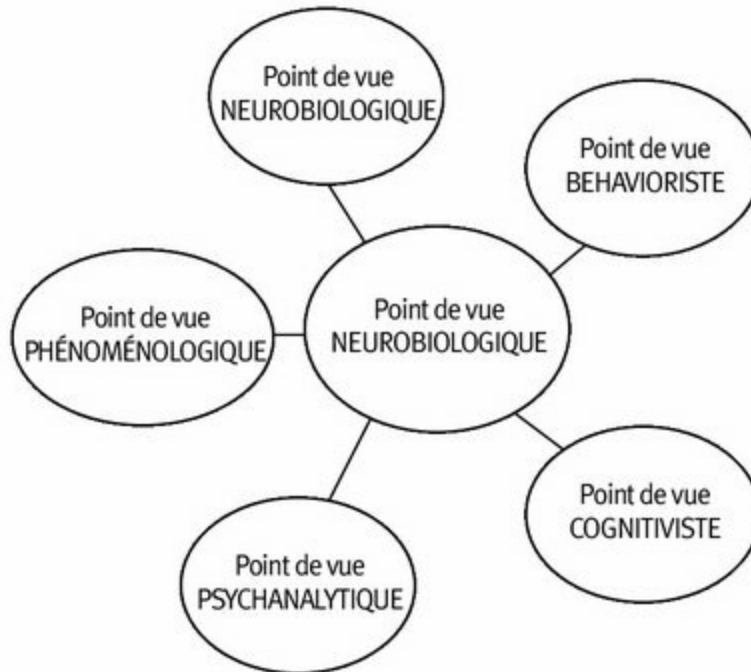 Point de vue
NEUROBIOLOGIQUE
Point de vue
BEHAVIORISTE
Point de vue
NEUROBIOLOGIQUE
Point de vue
PHÉNOMÉNOLOGIQUE
Point de vue
COGNITIVISTE
Point de vue
PSYCHANALYTIQUE